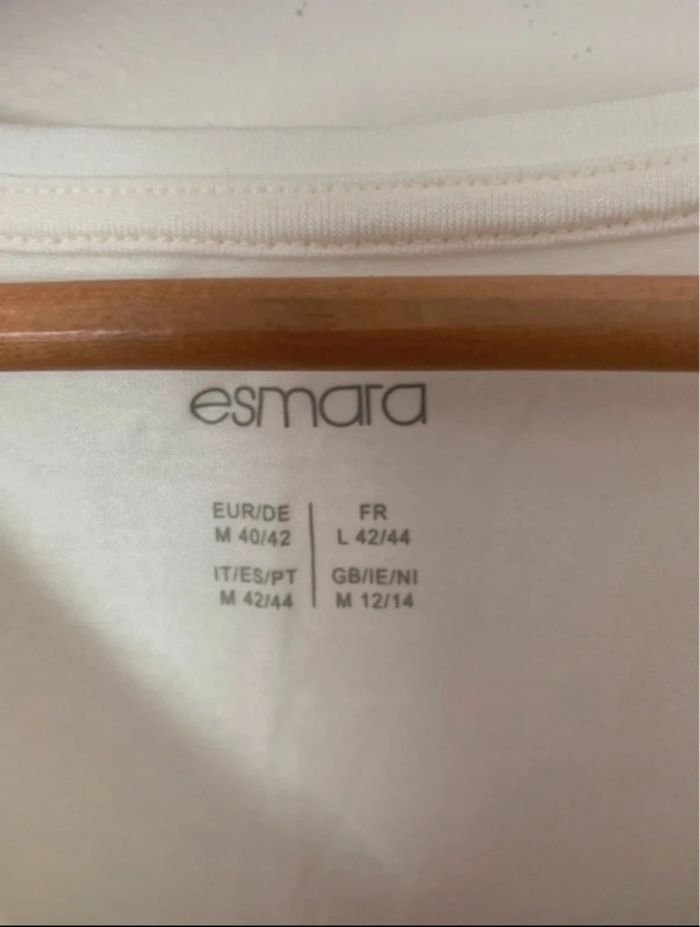 esmara
EUR/DE
M 40/42
FR
L 42/44
IT/ES/PT
M 42/44
GB/IE/NI
M 12/14